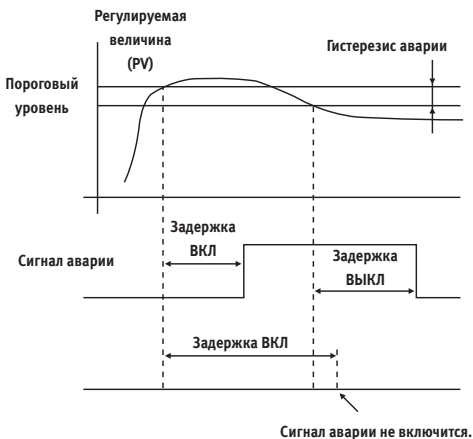 Регулируемая
величина
(PV)
Гистерезис аварии
Пороговый
уровень
Задержка
ВКЛ
Сигнал аварии
Задержка
ВЫКЛ
Задержка ВКЛ
Сигнал аварии не включится.